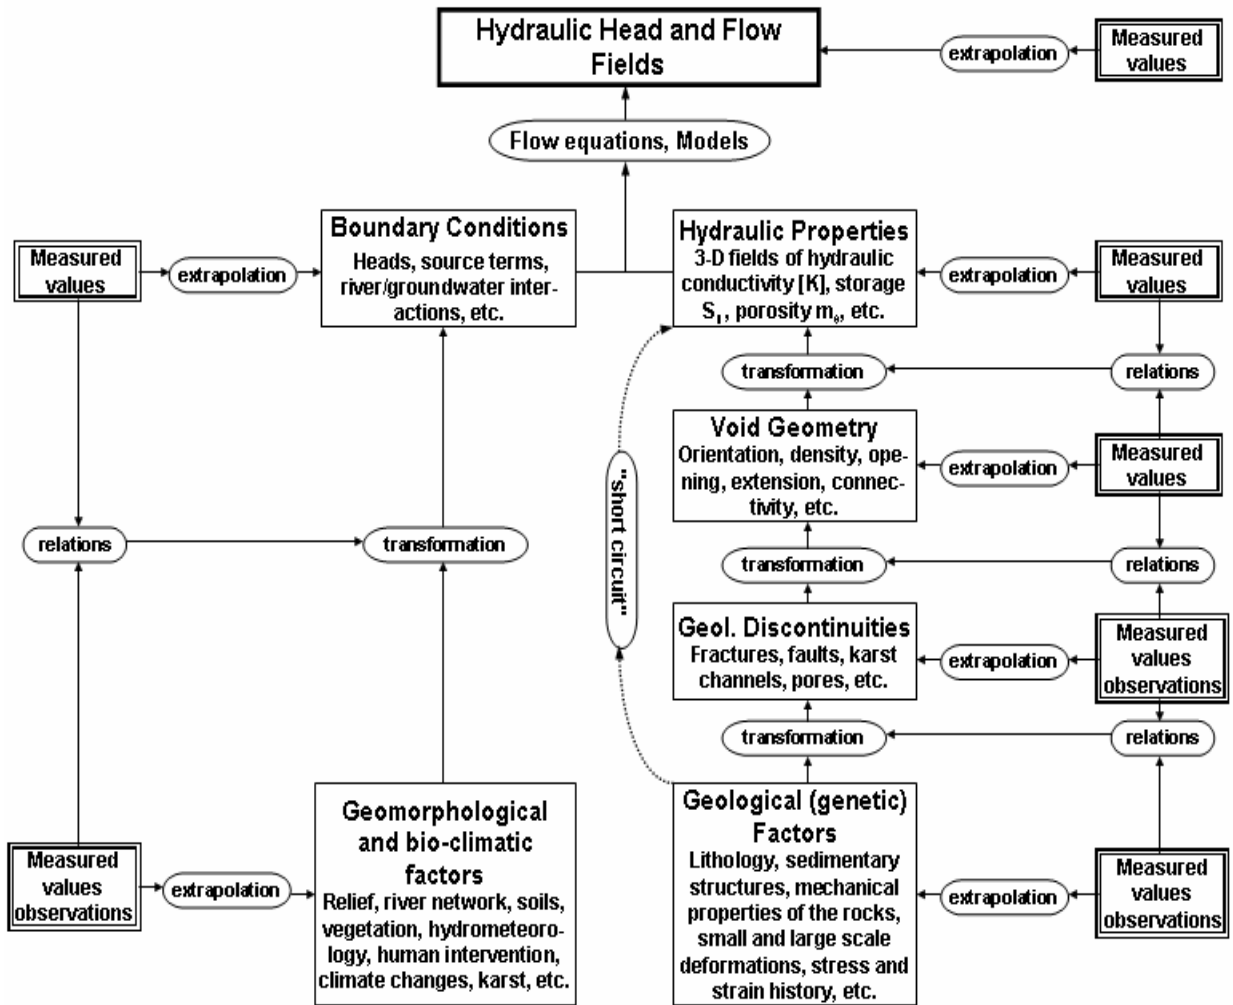 Hydraulic Head and Flow
Fields
extrapolation
Measured
values
Flow equations, Models
Measured
values
extrapolation
Boundary Conditions
Heads, source terms,
river/groundwater inter-
actions, etc.
Hydraulic Properties
3-D fields of hydraulic
conductivity [K], storage
S, porosity m, etc.
extrapolation
Measured
values
transformation
relations
Void Geometry
Orientation, density, ope-
ning, extension, connec-
tivity, etc.
extrapolation
Measured
values
"short circuit"
relations
transformation
transformation
relations
Geol. Discontinuities
Fractures, faults, karst
channels, pores, etc.
extrapolation
Measured
values
observations
transformation
relations
Measured
values
observations
extrapolation
Geomorphological
and bio-climatic
factors
Relief, river network, soils,
vegetation, hydrometeoro-
logy, human intervention,
climate changes, karst, etc.
Geological (genetic)
Factors
Lithology, sedimentary
structures, mechanical
properties of the rocks,
small and large scale
deformations, stress and
strain history, etc.
extrapolation
Measured
values
observations